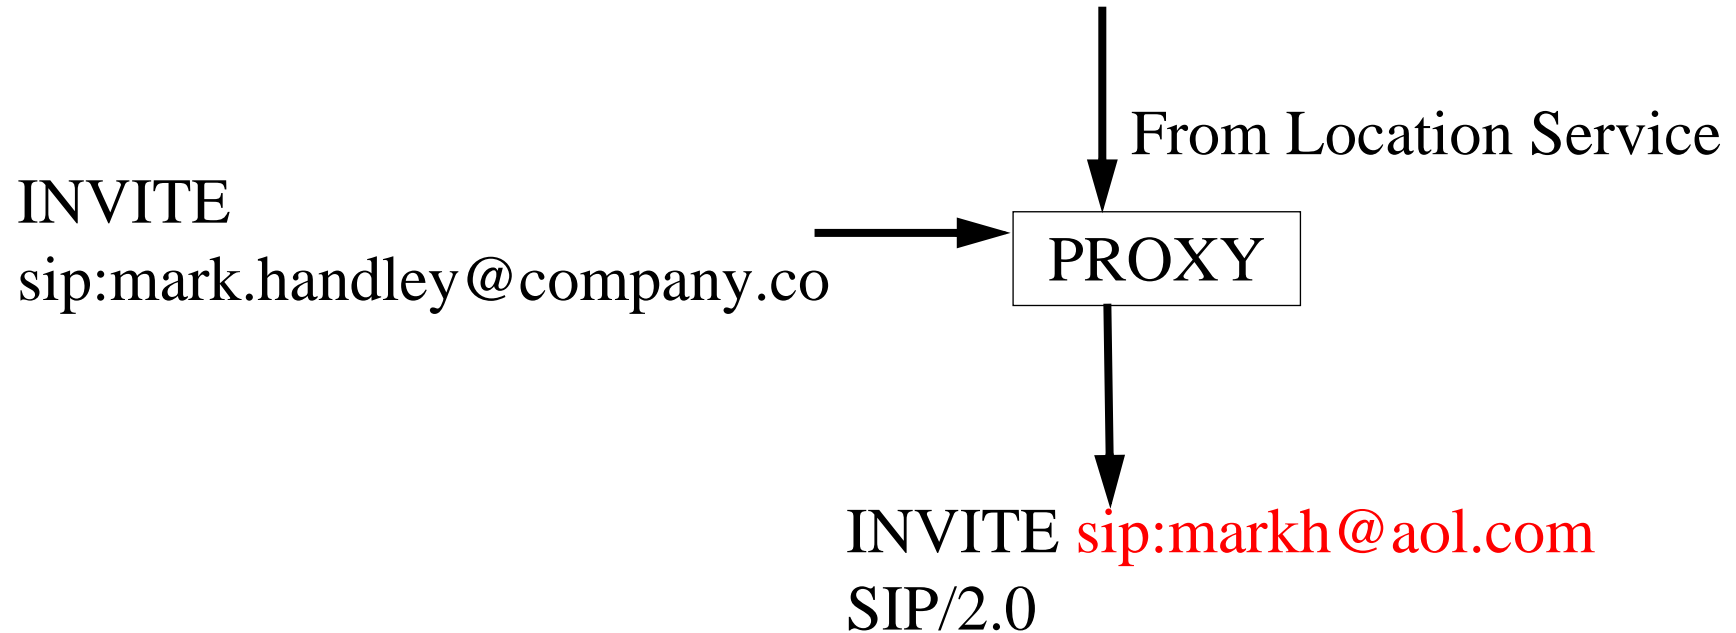 From Location Service
INVITE
sip:mark.handley@company.co
PROXY
INVITE sip:markh@aol.com
SIP/2.0